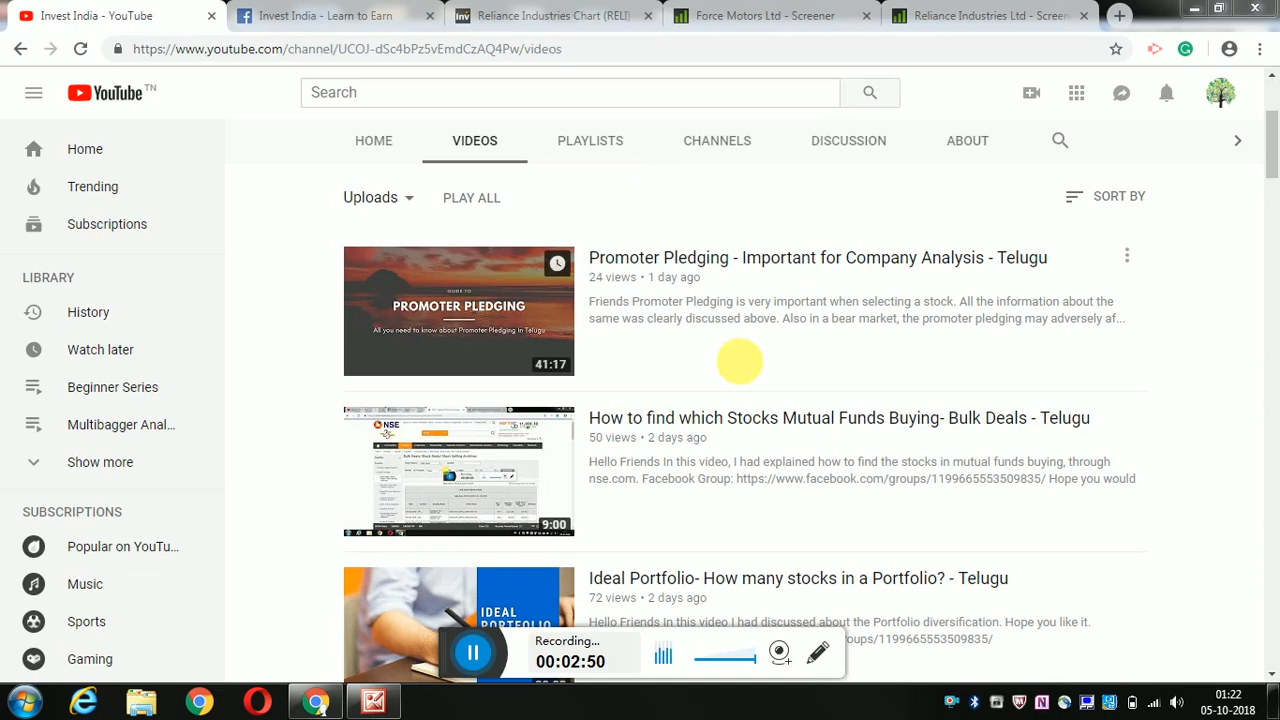 Invest India - YouTube
Invest India - Learn to Earn
Reliance Industries Chart (RELI)
Force Motors Ltd - Screener
Reliance Industries Ltd - Screen
https://www.youtube.com/channel/UCOJ-dSc4bPz5vEmdCzAQ4Pw/videos
YouTube TN
Search
HOME
VIDEOS
PLAYLISTS
CHANNELS
DISCUSSION
ABOUT
Home
Trending
Subscriptions
LIBRARY
History
Watch later
Beginner Series
Multibagger Anal...
Show more
SUBSCRIPTIONS
Popular on YouTu...
Music
Sports
Gaming
Uploads
PLAY ALL
SORT BY
GUIDE TO
PROMOTER PLEDGING
All you need to know about Promoter Pledging in Telugu
41:17
Promoter Pledging - Important for Company Analysis - Telugu
24 views • 1 day ago
Friends Promoter Pledging is very important when selecting a stock. All the information about the
same was clearly discussed above. Also in a bear market, the promoter pledging may adversely af...
NSE
9:00
How to find which Stocks Mutual Funds Buying- Bulk Deals - Telugu
50 views • 2 days ago
Hello Friends, In this video, I had explained
stocks in mutual funds buying, through
nse.com Facebook Group: https://www.facebook.com/groups/1199665553509835/ Hope you would
IDEAL
PORTFOLIO
Ideal Portfolio- How many stocks in a Portfolio? - Telugu
72 views • 2 days ago
Hello Friends In this video I had discussed about the Portfolio diversification. Hope you like it.
oups/1199665553509835/
Recording...
00:02:50
01:22
05-10-2018